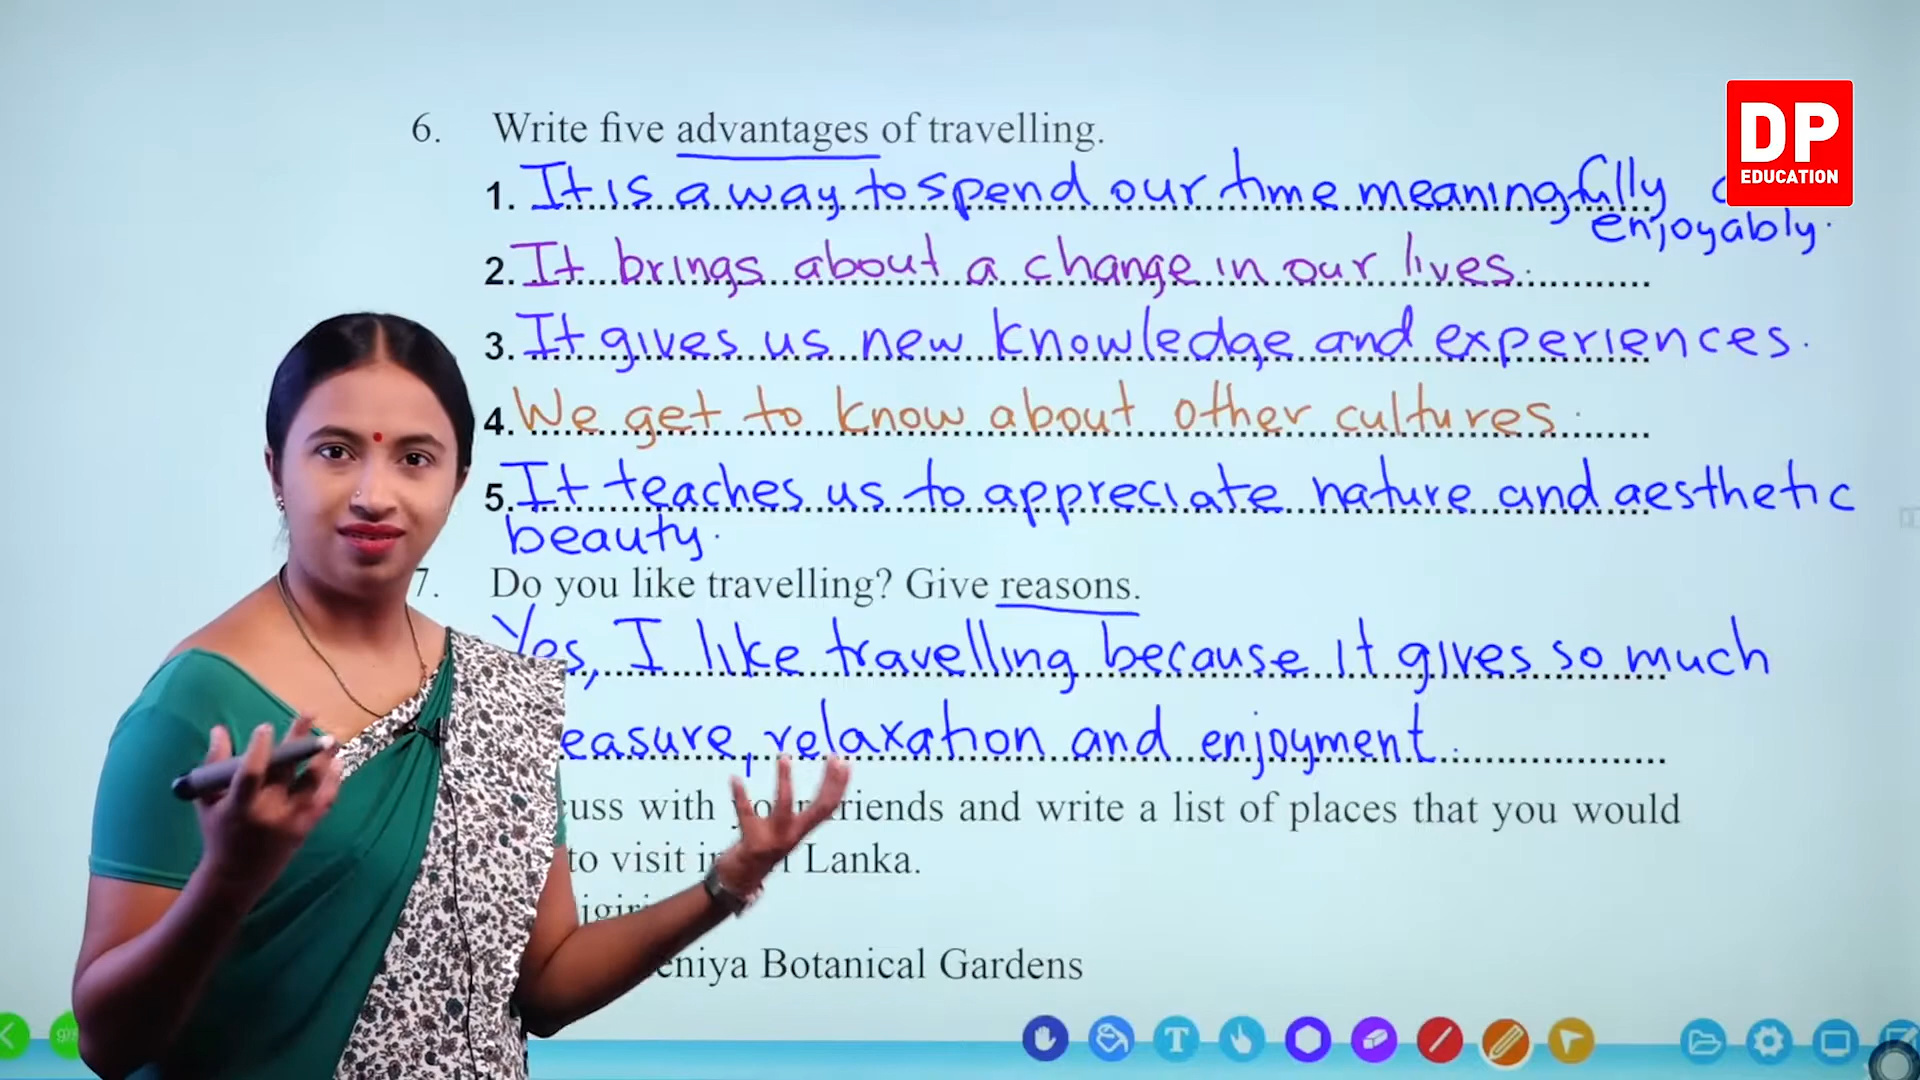 DP
EDUCATION
6. Write five advantages of travelling.
1. It is a way to spend our time meaningfully
enjoyably.
2. It brings about a change in our lives.
3. It gives us new knowledge and experiences.
4. We get to know about other cultures.
5. It teaches us to appreciate nature and aesthetic
beauty.
7. Do you like travelling? Give reasons.
Yes, I like travelling because it gives so much
easure, relaxation and enjoyment.
uss with your friends and write a list of places that you would
to visit in Lanka.
igiri
eniya Botanical Gardens
T